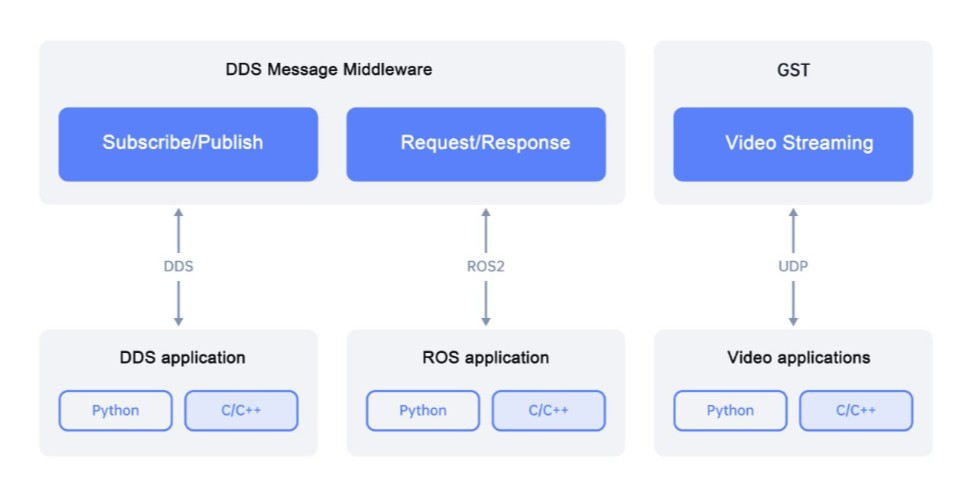 DDS Message Middleware
Subscribe/Publish
Request/Response
GST
Video Streaming
DDS
ROS2
UDP
DDS application
Python
C/C++
ROS application
Python
C/C++
Video applications
Python
C/C++